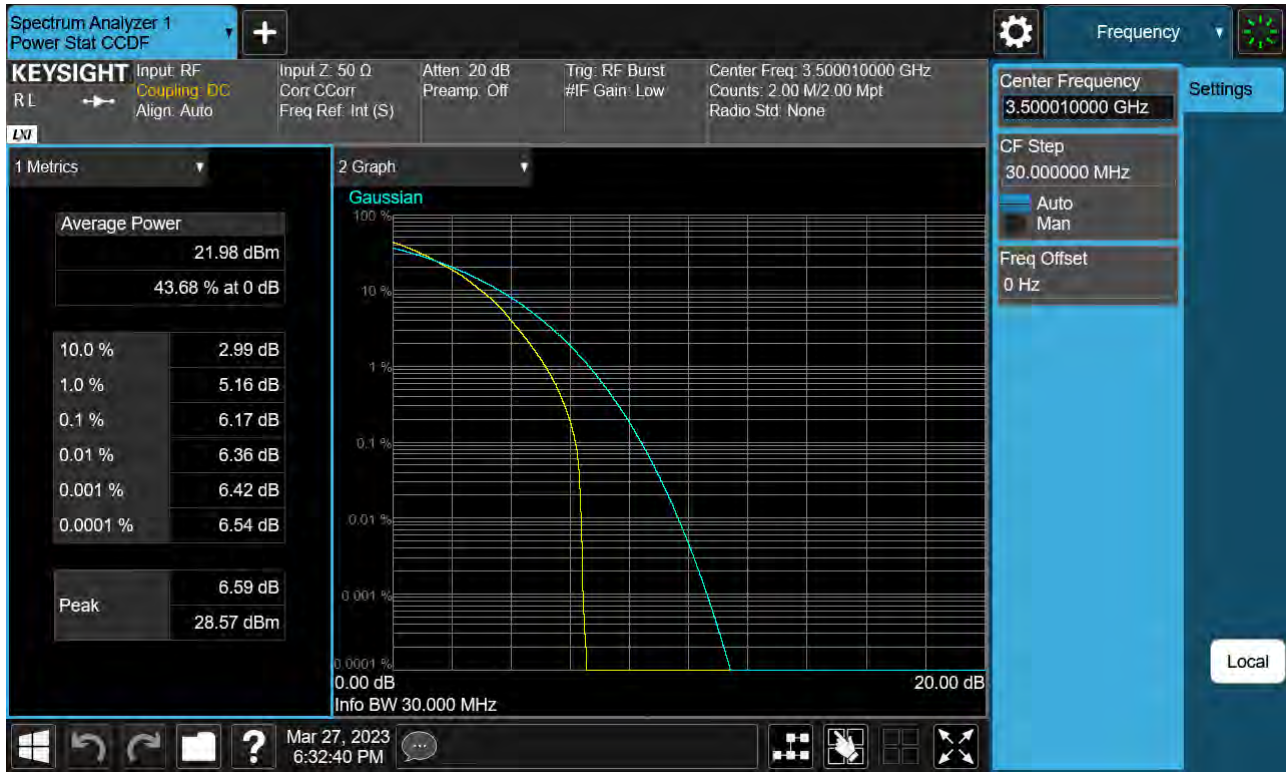 Spectrum Analyzer 1
Power Stat CCDF
+
Frequency
KEYSIGHT
RL
LXI
Input: RF
Coupling: DC
Align: Auto
Input Z: 50 Ω
Corr CCorr
Freq Ref: Int (S)
Atten: 20 dB
Preamp: Off
Trig: RF Burst
#IF Gain: Low
Center Freq: 3.500010000 GHz
Counts: 2.00 M/2.00 Mpt
Radio Std: None
Center Frequency
3.500010000 GHz
Settings
CF Step
30.000000 MHz
Auto
Man
Freq Offset
0 Hz
1 Metrics
Average Power
21.98 dBm
43.68 % at 0 dB
10.0 % 2.99 dB
1.0 % 5.16 dB
0.1 % 6.17 dB
0.01 % 6.36 dB
0.001 % 6.42 dB
0.0001 % 6.54 dB
Peak
6.59 dB
28.57 dBm
2 Graph
Gaussian
100 %
10 %
1 %
0.1 %
0.01 %
0.001 %
0.0001 %
0.00 dB 20.00 dB
Info BW 30.000 MHz
Local
?
Mar 27, 2023
6:32:40 PM